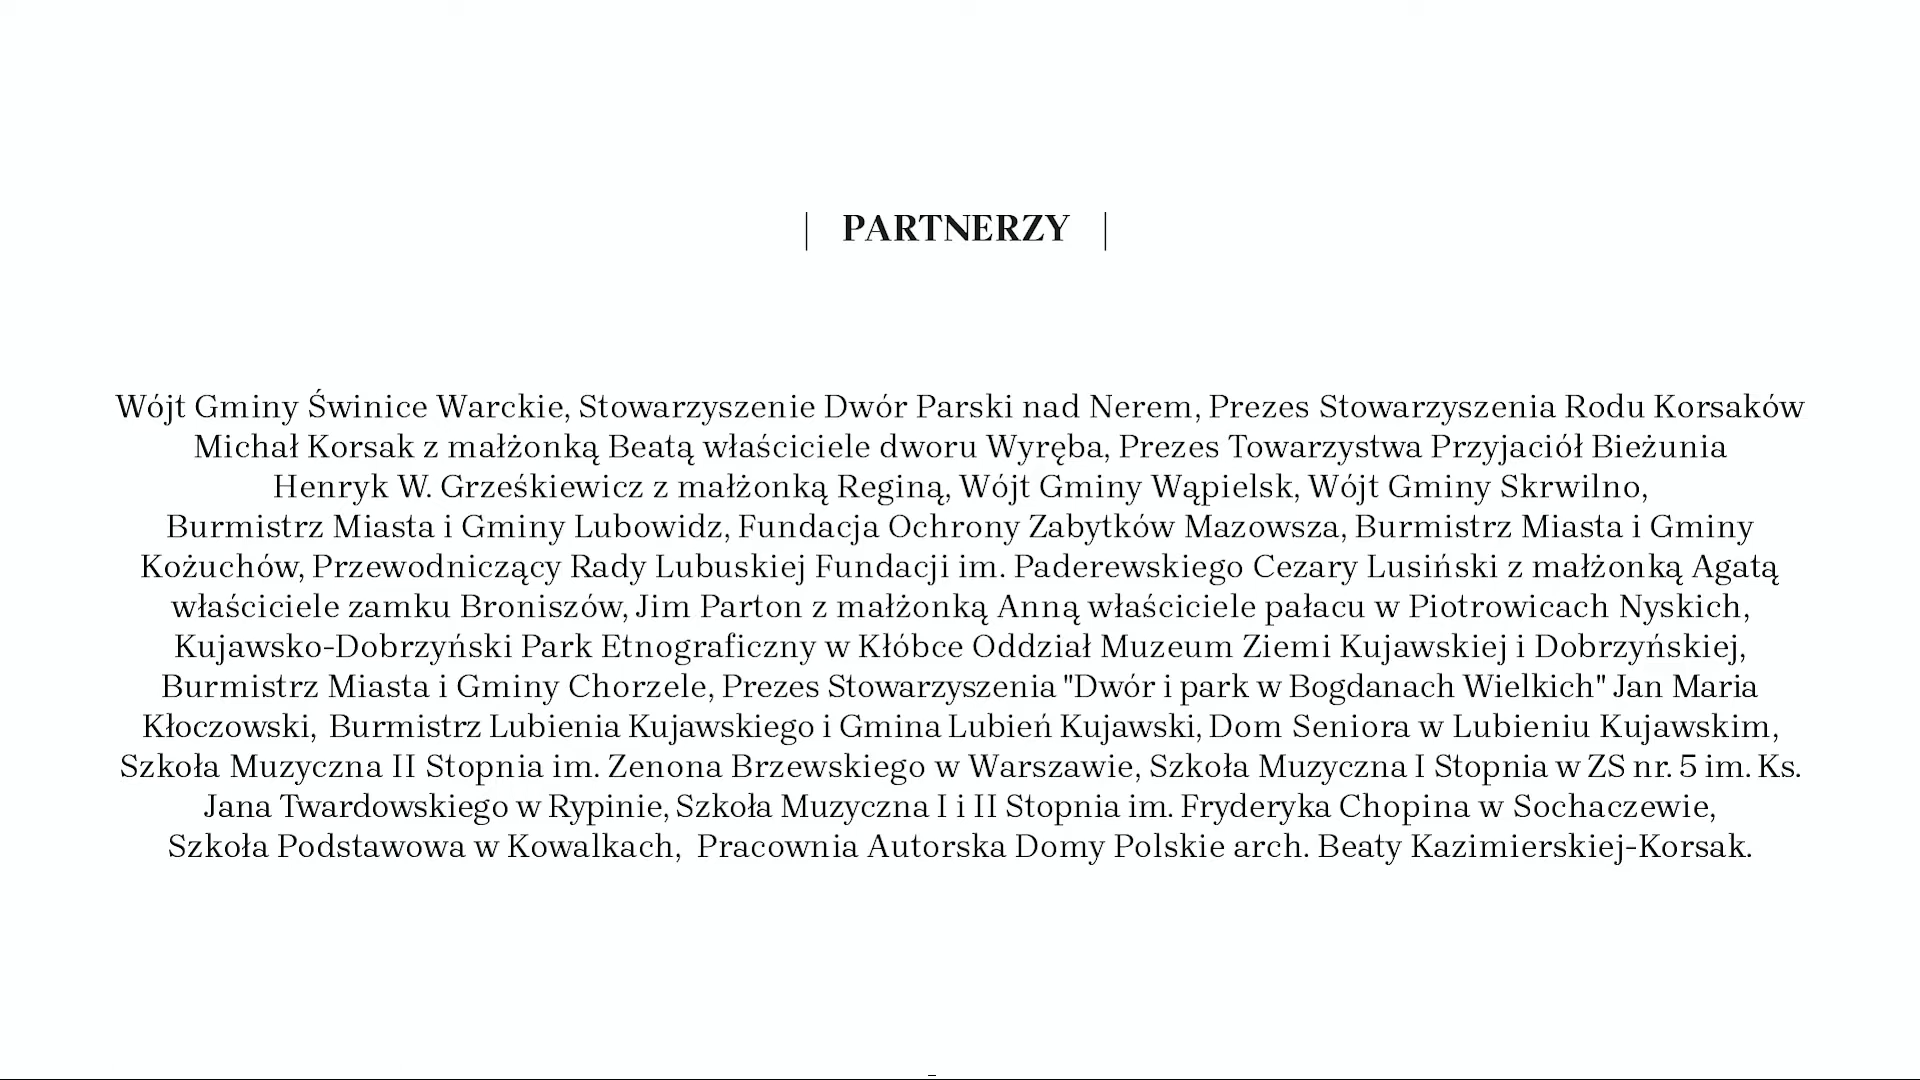 | PARTNERZY |
Wójt Gminy Świnice Warckie, Stowarzyszenie Dwór Parski nad Nerem, Prezes Stowarzyszenia Rodu Korsaków
Michał Korsak z małżonką Beatą właściciele dworu Wyręba, Prezes Towarzystwa Przyjaciół Bieżunia
Henryk W. Grześkiewicz z małżonką Reginą, Wójt Gminy Wąpielsk, Wójt Gminy Skrwilno,
Burmistrz Miasta i Gminy Lubowidz, Fundacja Ochrony Zabytków Mazowsza, Burmistrz Miasta i Gminy
Kożuchów, Przewodniczący Rady Lubuskiej Fundacji im. Paderewskiego Cezary Lusiński z małżonką Agatą
właściciele zamku Broniszów, Jim Parton z małżonką Anną właściciele pałacu w Piotrowicach Nyskich,
Kujawsko-Dobrzyński Park Etnograficzny w Kłóbce Oddział Muzeum Ziemi Kujawskiej i Dobrzyńskiej,
Burmistrz Miasta i Gminy Chorzele, Prezes Stowarzyszenia "Dwór i park w Bogdanach Wielkich" Jan Maria
Kłoczowski, Burmistrz Lubienia Kujawskiego i Gmina Lubień Kujawski, Dom Seniora w Lubieniu Kujawskim,
Szkoła Muzyczna II Stopnia im. Zenona Brzewskiego w Warszawie, Szkoła Muzyczna I Stopnia w ZS nr. 5 im. Ks.
Jana Twardowskiego w Rypinie, Szkoła Muzyczna I i II Stopnia im. Fryderyka Chopina w Sochaczewie,
Szkoła Podstawowa w Kowalkach, Pracownia Autorska Domy Polskie arch. Beaty Kazimierskiej-Korsak.